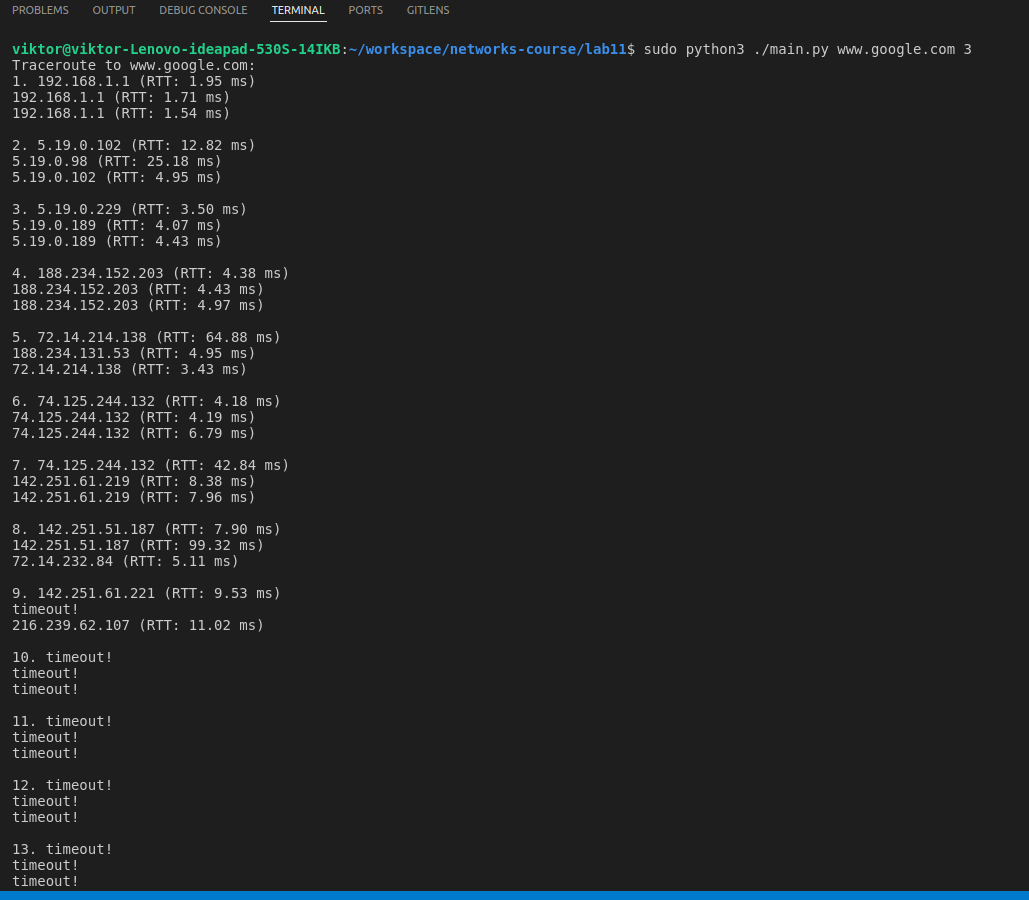 PROBLEMS OUTPUT DEBUG CONSOLE TERMINAL PORTS GITLENS
viktor@viktor-Lenovo-ideapad-530S-14IKB:~/workspace/networks-course/lab11$ sudo python3 ./main.py www.google.com 3
Traceroute to www.google.com:
1. 192.168.1.1 (RTT: 1.95 ms)
192.168.1.1 (RTT: 1.71 ms)
192.168.1.1 (RTT: 1.54 ms)
2. 5.19.0.102 (RTT: 12.82 ms)
5.19.0.98 (RTT: 25.18 ms)
5.19.0.102 (RTT: 4.95 ms)
3. 5.19.0.229 (RTT: 3.50 ms)
5.19.0.189 (RTT: 4.07 ms)
5.19.0.189 (RTT: 4.43 ms)
4. 188.234.152.203 (RTT: 4.38 ms)
188.234.152.203 (RTT: 4.43 ms)
188.234.152.203 (RTT: 4.97 ms)
5. 72.14.214.138 (RTT: 64.88 ms)
188.234.131.53 (RTT: 4.95 ms)
72.14.214.138 (RTT: 3.43 ms)
6. 74.125.244.132 (RTT: 4.18 ms)
74.125.244.132 (RTT: 4.19 ms)
74.125.244.132 (RTT: 6.79 ms)
7. 74.125.244.132 (RTT: 42.84 ms)
142.251.61.219 (RTT: 8.38 ms)
142.251.61.219 (RTT: 7.96 ms)
8. 142.251.51.187 (RTT: 7.90 ms)
142.251.51.187 (RTT: 99.32 ms)
72.14.232.84 (RTT: 5.11 ms)
9. 142.251.61.221 (RTT: 9.53 ms)
timeout!
216.239.62.107 (RTT: 11.02 ms)
10. timeout!
timeout!
timeout!
11. timeout!
timeout!
timeout!
12. timeout!
timeout!
timeout!
13. timeout!
timeout!
timeout!